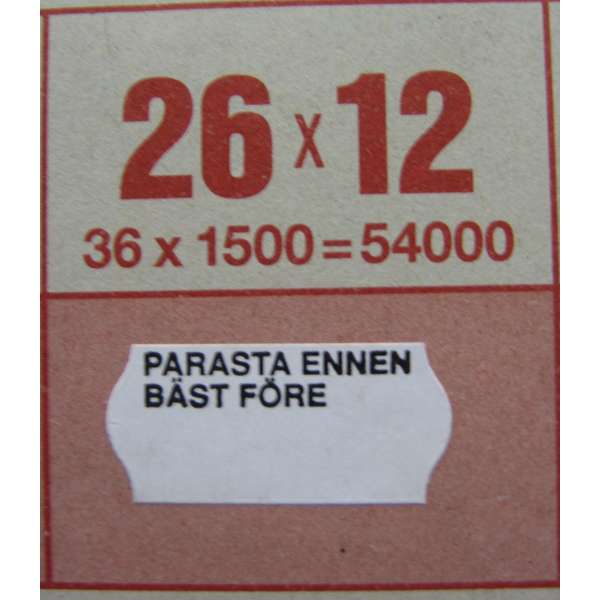 26 x 12
36 x 1500 = 54000
PARASTA ENNEN
BÄST FÖRE